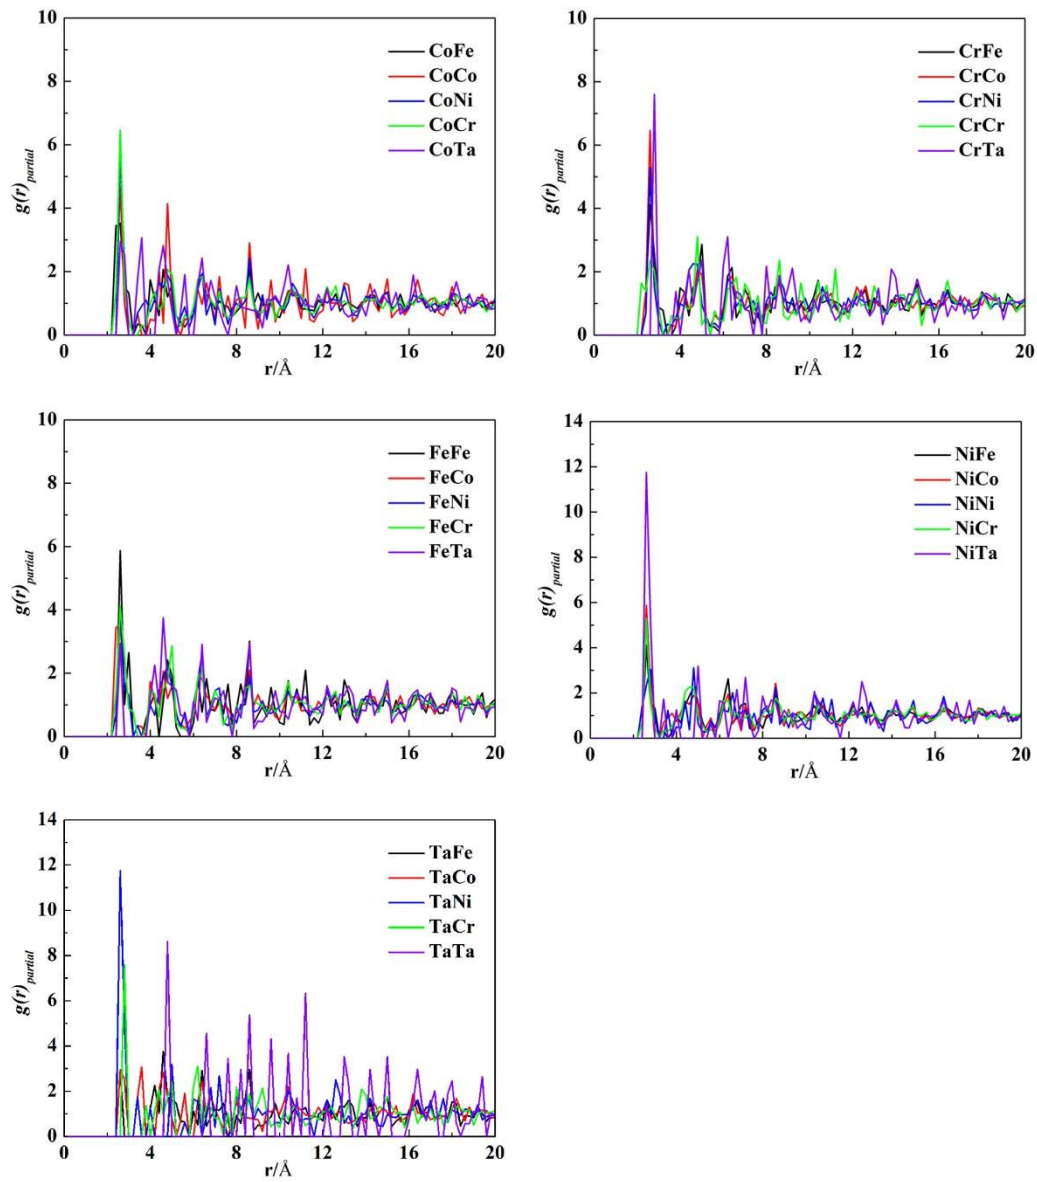 10
8
6
4
2
0
g(r)partial
CoFe
CoCo
CoNi
CoCr
CoTa
0 4 8 12 16 20
r/Å
10
8
6
4
2
0
g(r)partial
CrFe
CrCo
CrNi
CrCr
CrTa
0 4 8 12 16 20
r/Å
10
8
6
4
2
0
g(r)partial
FeFe
FeCo
FeNi
FeCr
FeTa
0 4 8 12 16 20
r/Å
14
12
10
8
6
4
2
0
g(r)partial
NiFe
NiCo
NiNi
NiCr
NiTa
0 4 8 12 16 20
r/Å
14
12
10
8
6
4
2
0
g(r)partial
TaFe
TaCo
TaNi
TaCr
TaTa
0 4 8 12 16 20
r/Å